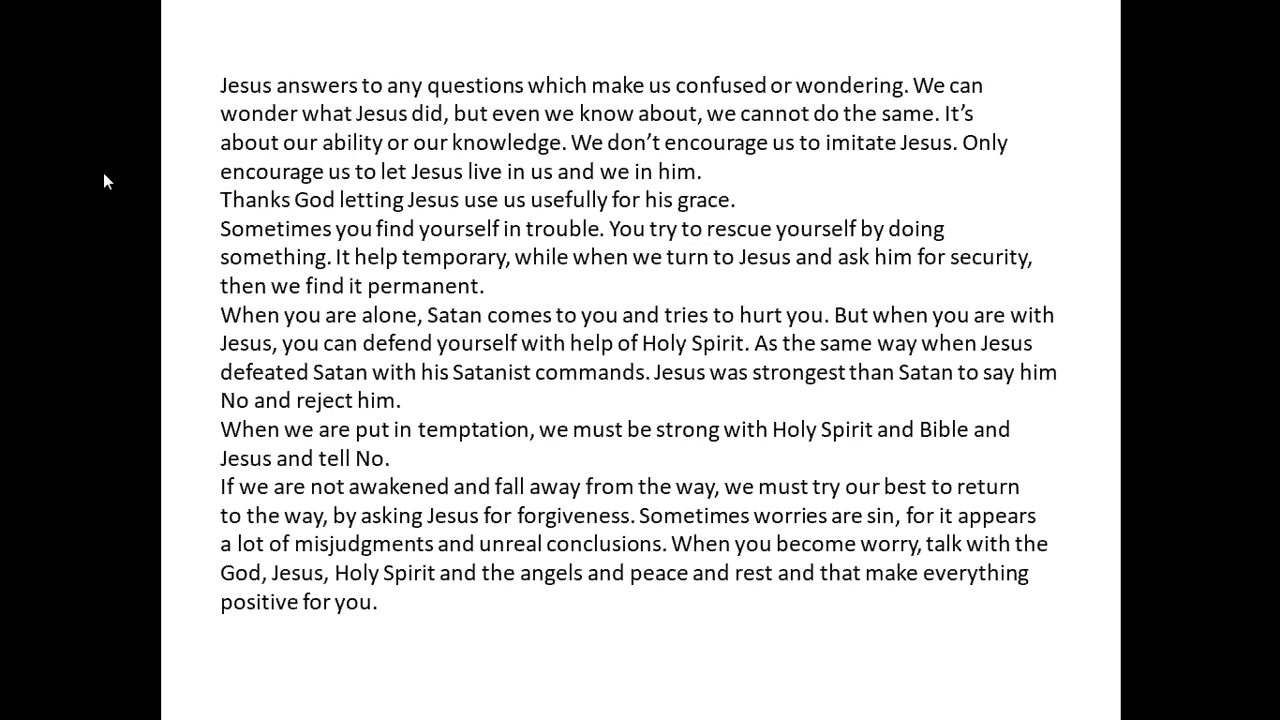 Jesus answers to any questions which make us confused or wondering. We can
wonder what Jesus did, but even we know about, we cannot do the same. It’s
about our ability or our knowledge. We don’t encourage us to imitate Jesus. Only
encourage us to let Jesus live in us and we in him.
Thanks God letting Jesus use us usefully for his grace.
Sometimes you find yourself in trouble. You try to rescue yourself by doing
something. It help temporary, while when we turn to Jesus and ask him for security,
then we find it permanent.
When you are alone, Satan comes to you and tries to hurt you. But when you are with
Jesus, you can defend yourself with help of Holy Spirit. As the same way when Jesus
defeated Satan with his Satanist commands. Jesus was strongest than Satan to say him
No and reject him.
When we are put in temptation, we must be strong with Holy Spirit and Bible and
Jesus and tell No.
If we are not awakened and fall away from the way, we must try our best to return
to the way, by asking Jesus for forgiveness. Sometimes worries are sin, for it appears
a lot of misjudgments and unreal conclusions. When you become worry, talk with the
God, Jesus, Holy Spirit and the angels and peace and rest and that make everything
positive for you.